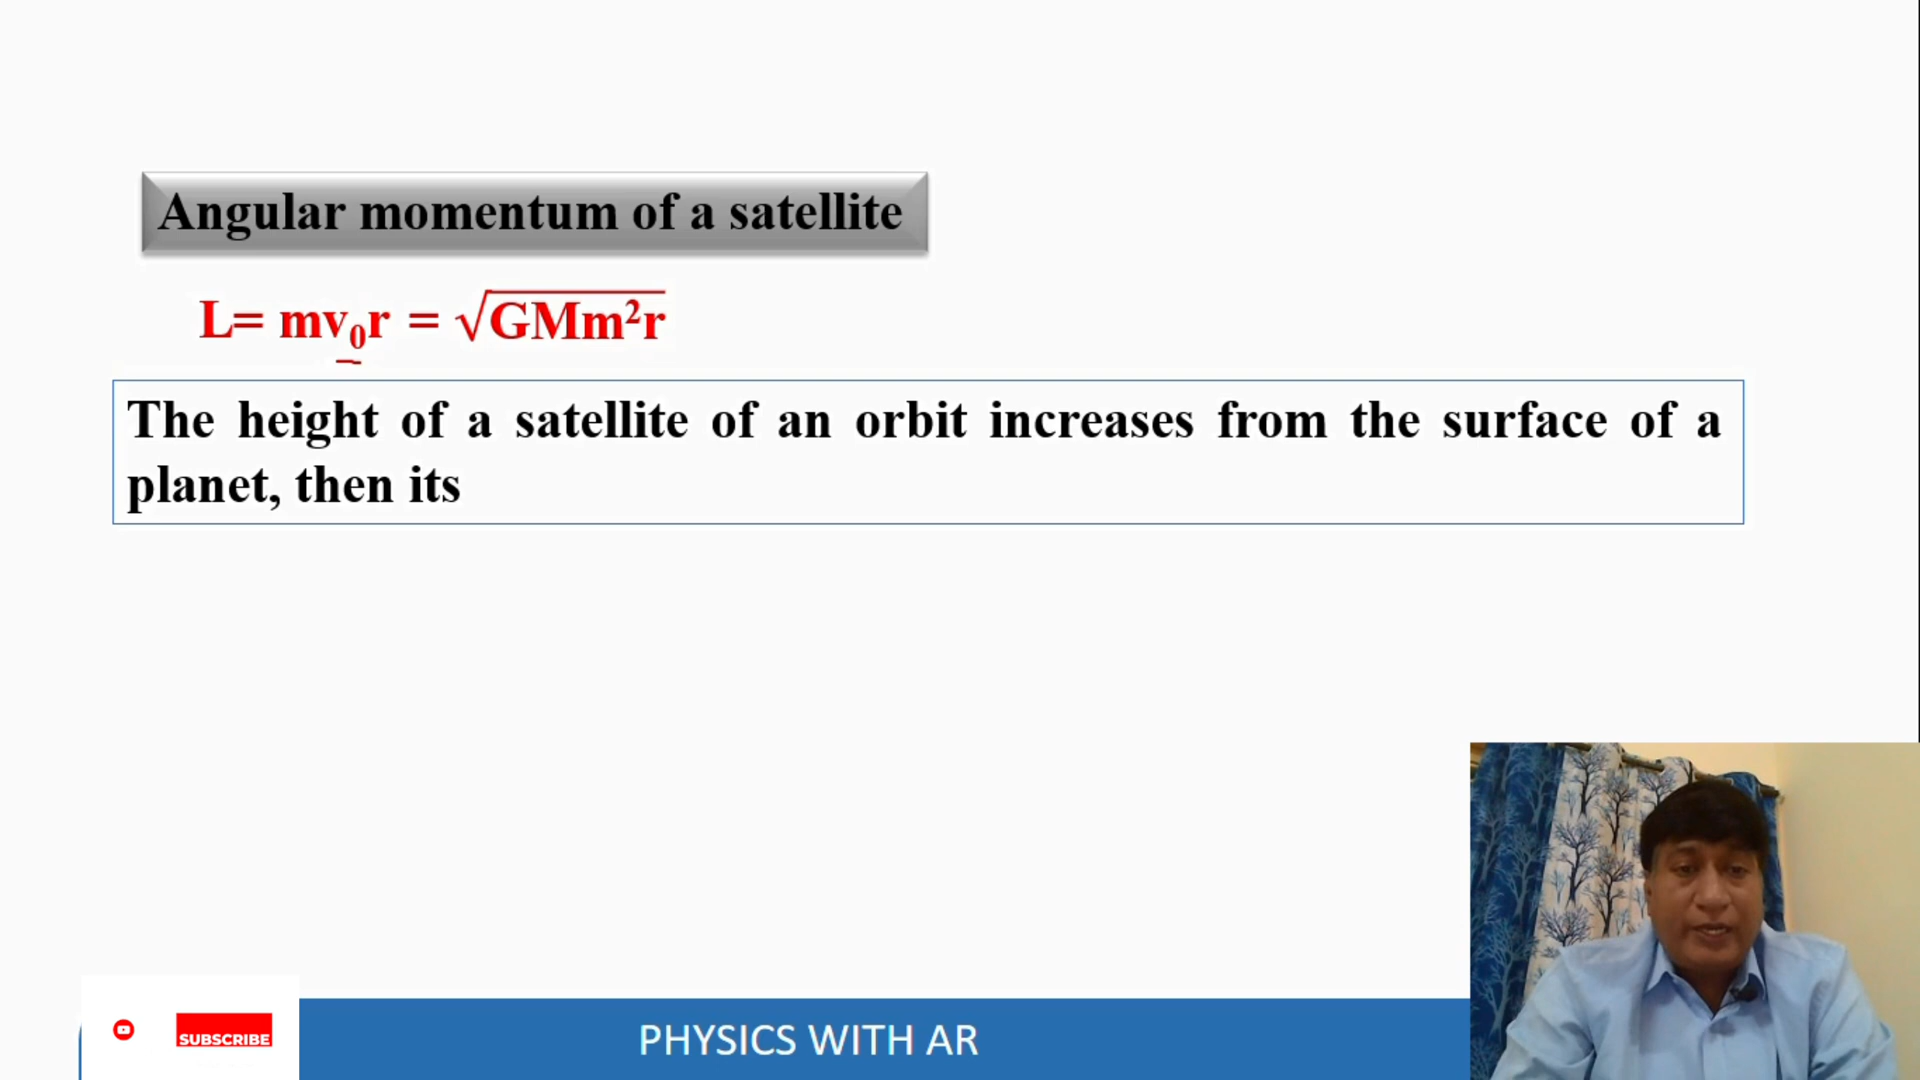 Angular momentum of a satellite
L= mv₀r = √GMm²r
The height of a satellite of an orbit increases from the surface of a
planet, then its
SUBSCRIBE
PHYSICS WITH AR